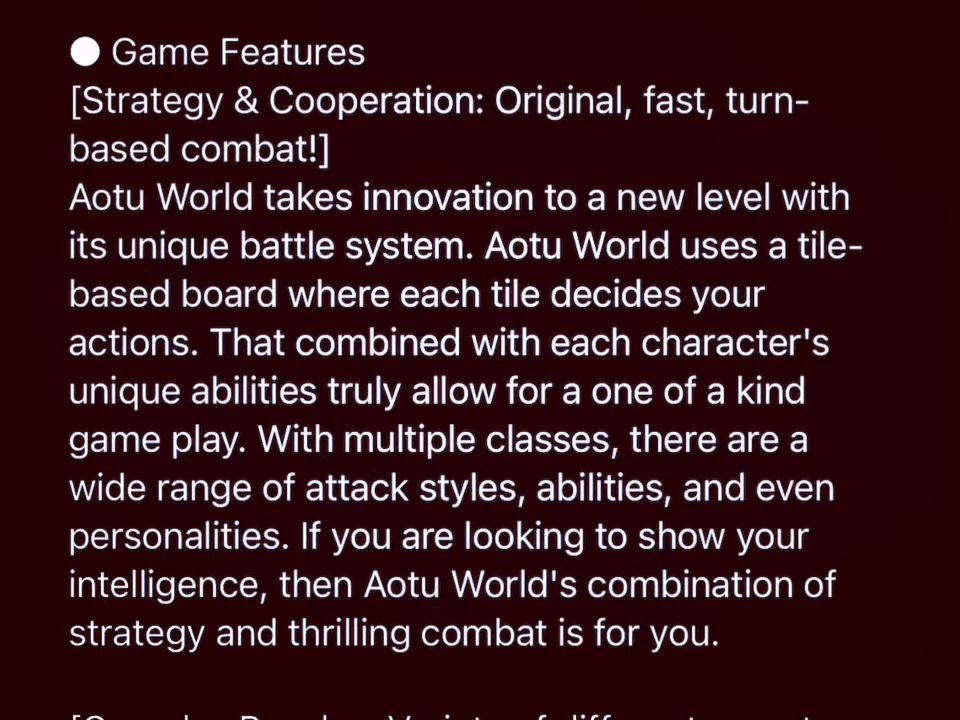 ● Game Features
[Strategy & Cooperation: Original, fast, turn-
based combat!]
Aotu World takes innovation to a new level with
its unique battle system. Aotu World uses a tile-
based board where each tile decides your
actions. That combined with each character's
unique abilities truly allow for a one of a kind
game play. With multiple classes, there are a
wide range of attack styles, abilities, and even
personalities. If you are looking to show your
intelligence, then Aotu World's combination of
strategy and thrilling combat is for you.